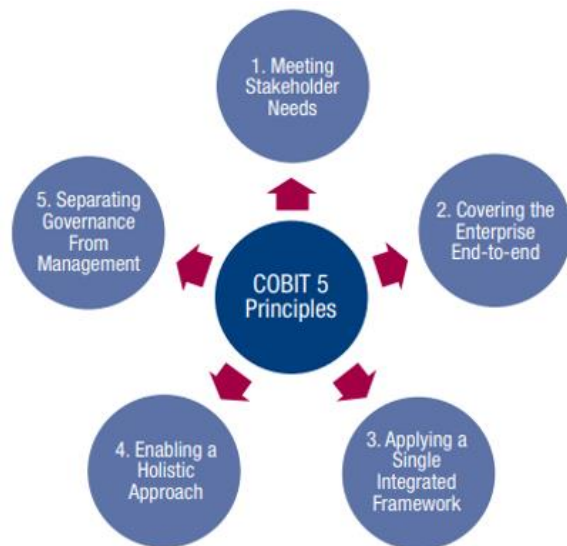 1. Meeting
Stakeholder
Needs
2. Covering the
Enterprise
End-to-end
3. Applying a
Single
Integrated
Framework
4. Enabling a
Holistic
Approach
5. Separating
Governance
From
Management
COBIT 5
Principles